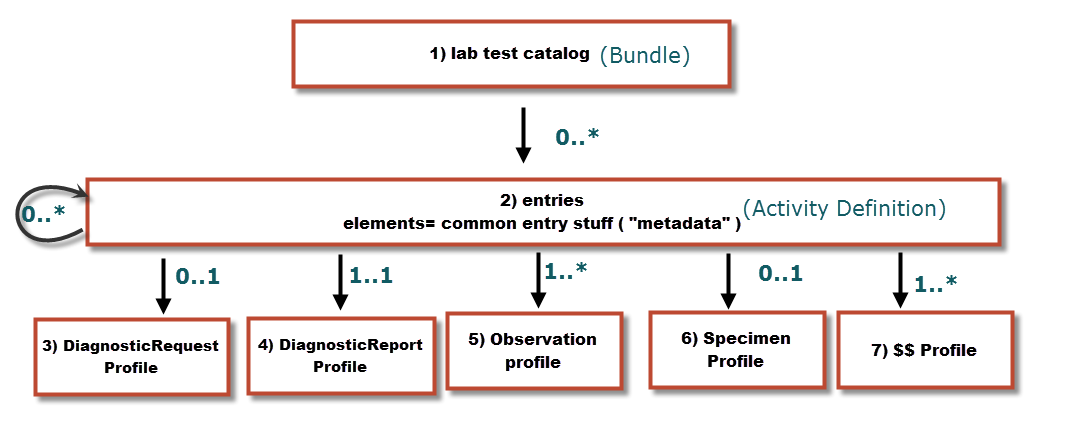 1) lab test catalog (Bundle)
0..*
0..*
2) entries
elements= common entry stuff ( "metadata" ) (Activity Definition)
0..1
1..1
1..*
0..1
1..*
3) DiagnosticRequest
Profile
4) DiagnosticReport
Profile
5) Observation
profile
6) Specimen
Profile
7) $$ Profile